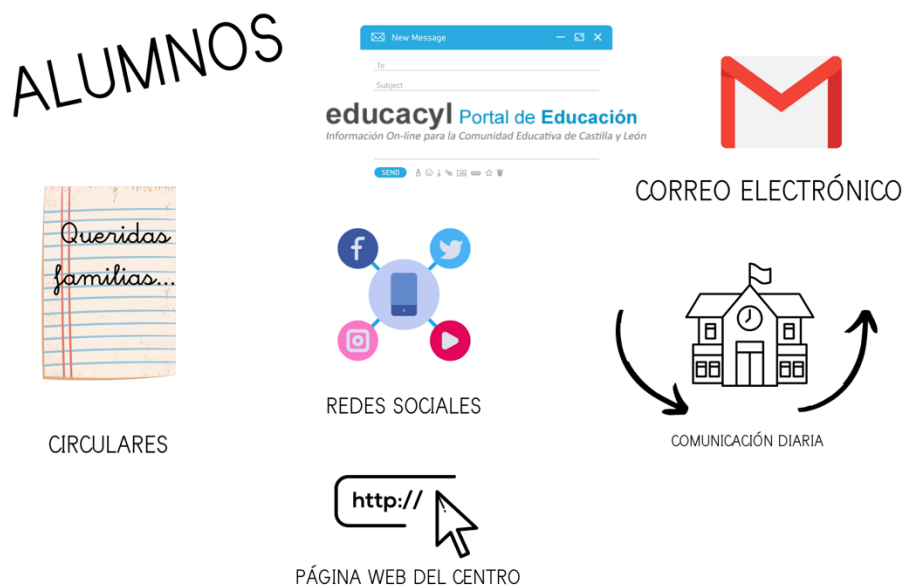 ALUMNOS
New Message
To
Subject
educacyl Portal de Educación
Información On-line para la Comunidad Educativa de Castilla y León
SEND
CORREO ELECTRÓNICO
Queridas
familias...
REDES SOCIALES
CIRCULARES
COMUNICACIÓN DIARIA
http://
PÁGINA WEB DEL CENTRO